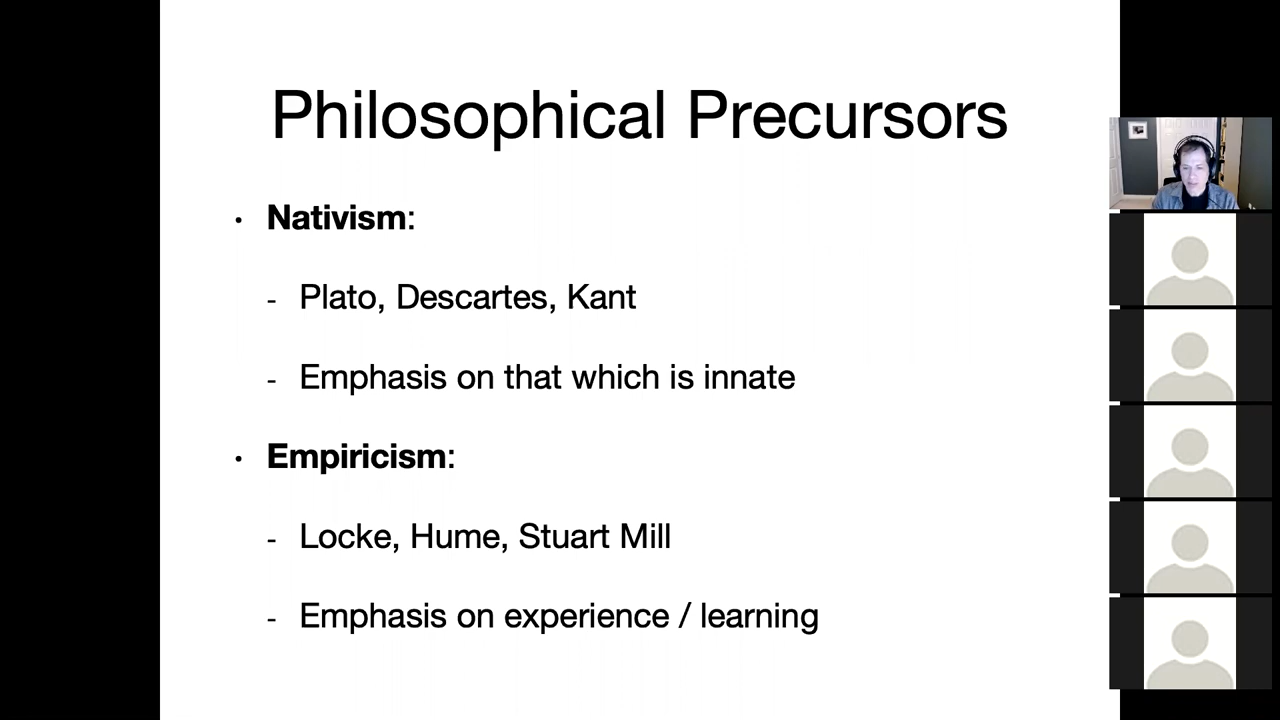 Philosophical Precursors
• Nativism:
- Plato, Descartes, Kant
- Emphasis on that which is innate
• Empiricism:
- Locke, Hume, Stuart Mill
- Emphasis on experience / learning